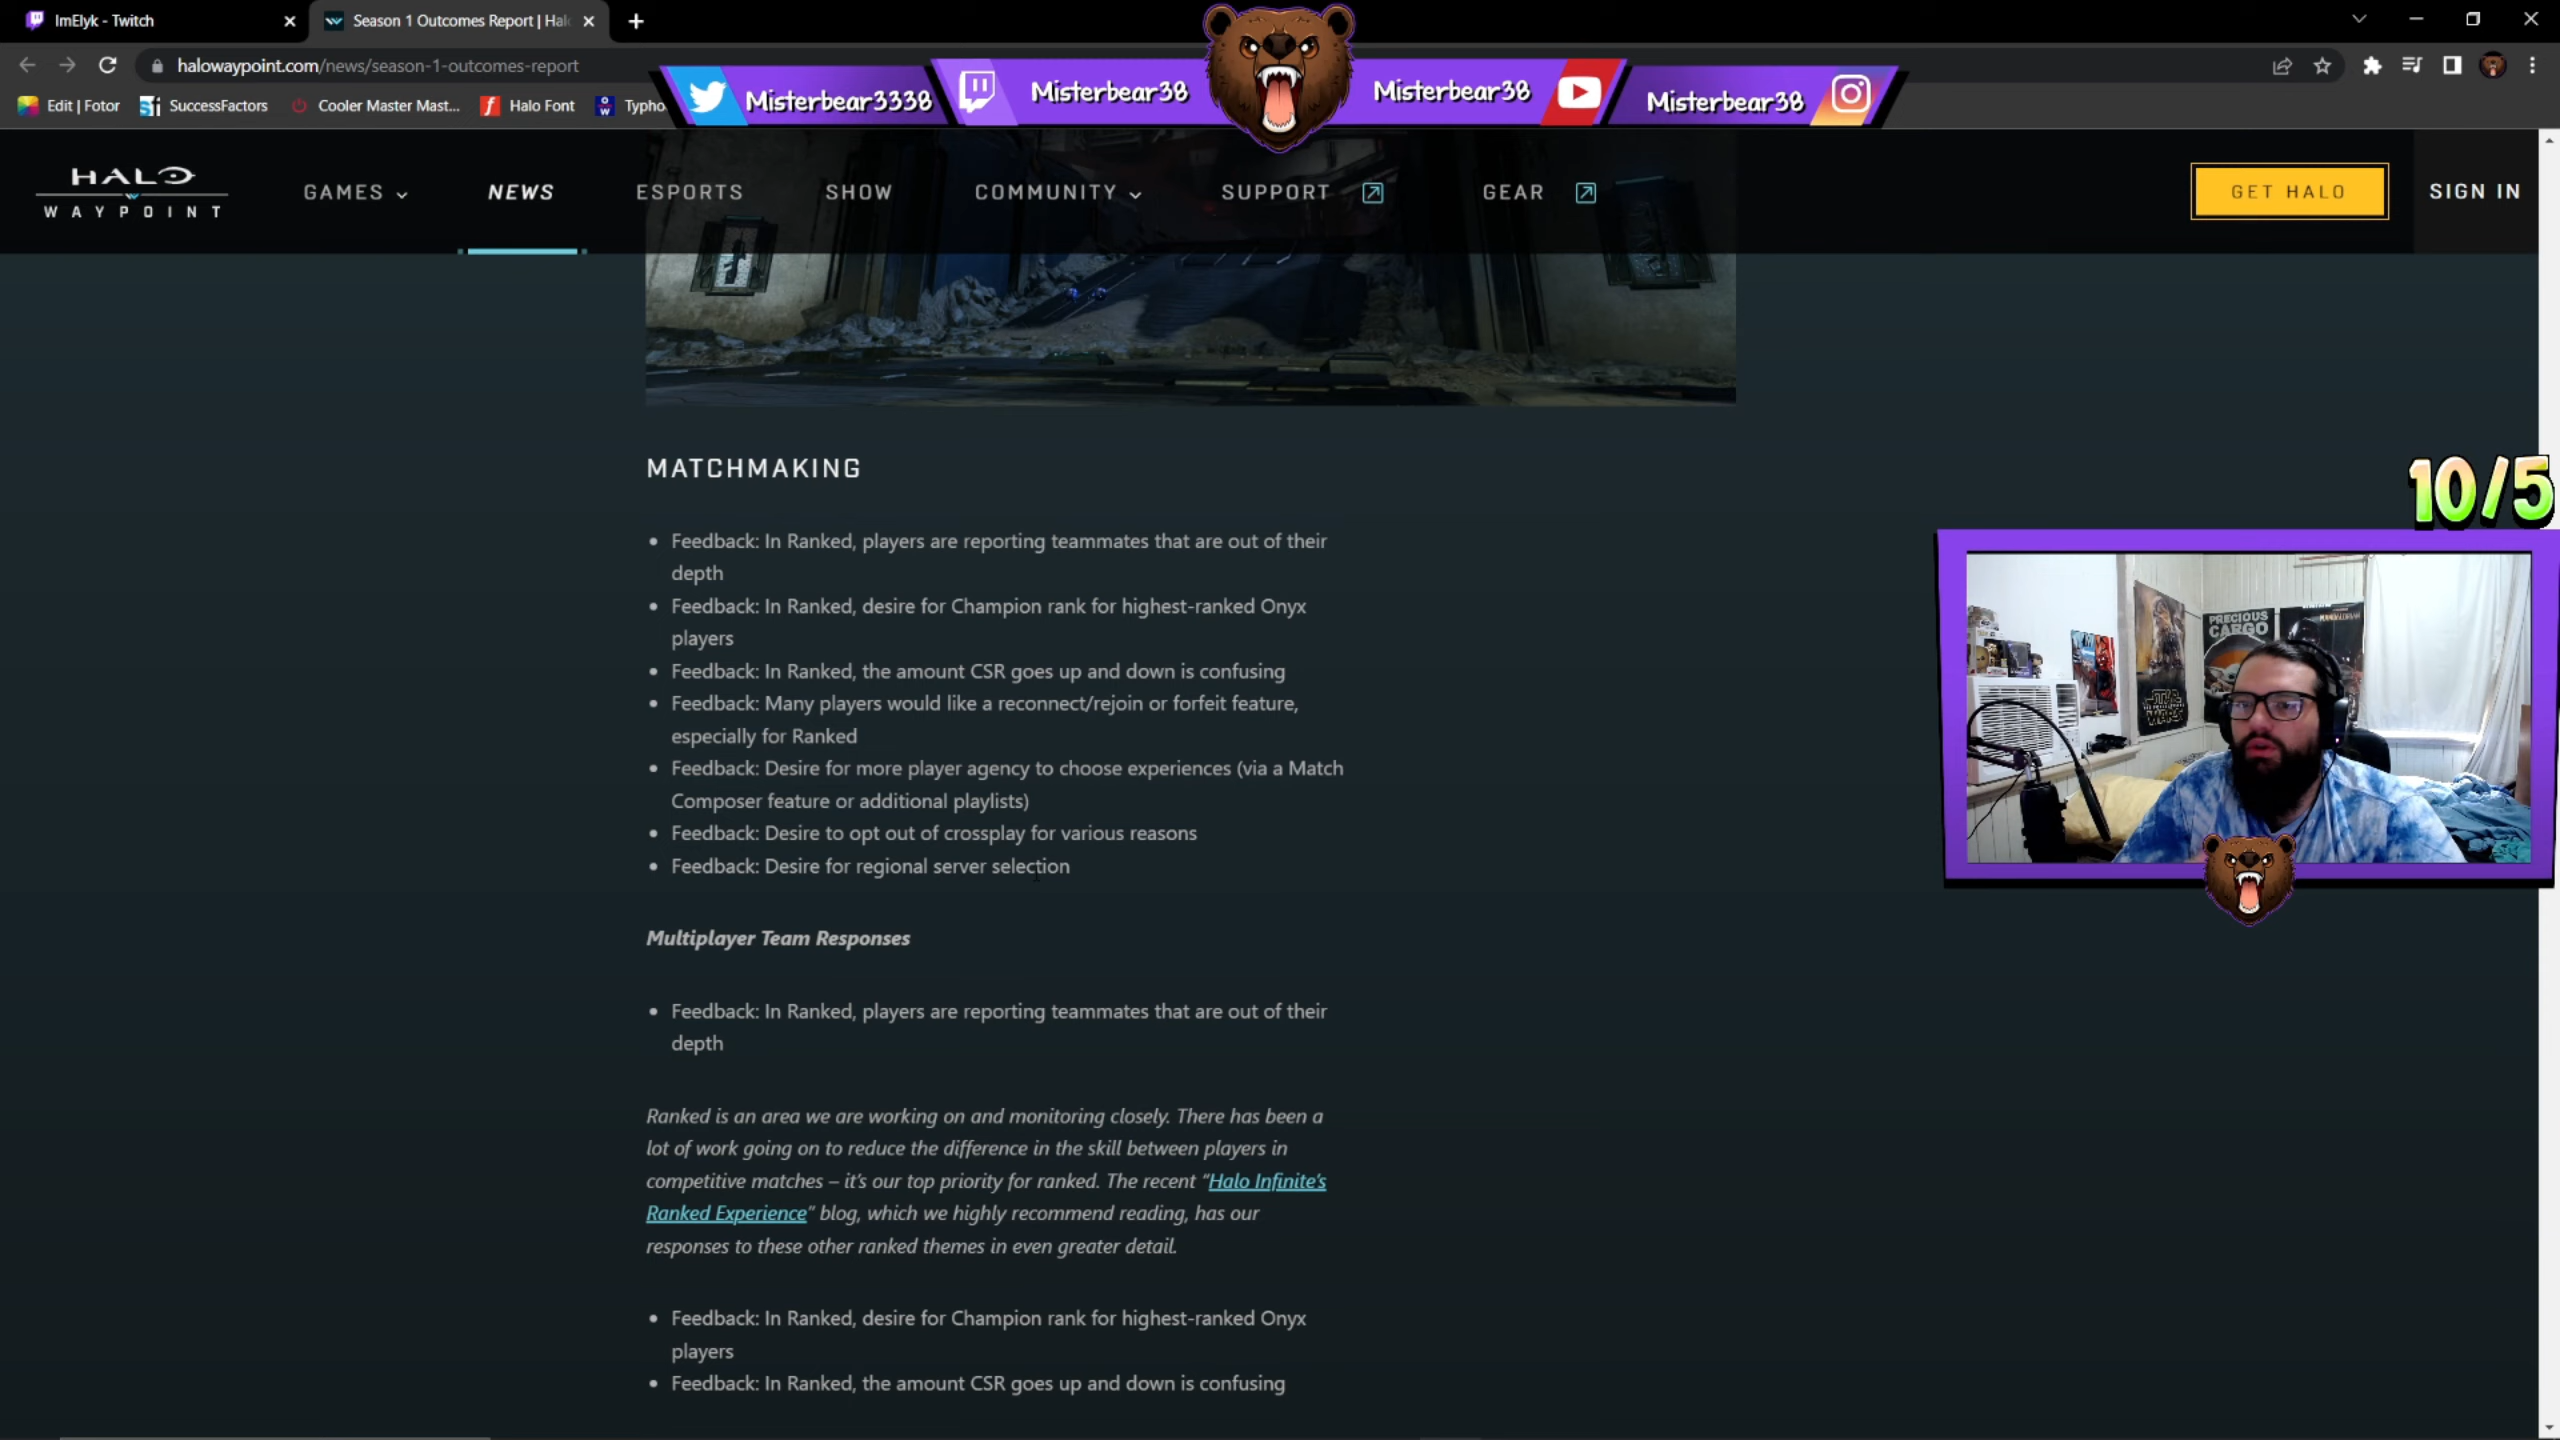 ImElyk - Twitch
Season 1 Outcomes Report | Hal
halowaypoint.com/news/season-1-outcomes-report
Edit | Fotor
SuccessFactors
Cooler Master Mast...
Halo Font
Typho
Misterbear3338
Misterbear38
Misterbear38
Misterbear38
HALO
WAYPOINT
GAMES
NEWS
ESPORTS
SHOW
COMMUNITY
SUPPORT
GEAR
GET HALO
SIGN IN
MATCHMAKING
• Feedback: In Ranked, players are reporting teammates that are out of their
depth
• Feedback: In Ranked, desire for Champion rank for highest-ranked Onyx
players
• Feedback: In Ranked, the amount CSR goes up and down is confusing
• Feedback: Many players would like a reconnect/rejoin or forfeit feature,
especially for Ranked
• Feedback: Desire for more player agency to choose experiences (via a Match
Composer feature or additional playlists)
• Feedback: Desire to opt out of crossplay for various reasons
• Feedback: Desire for regional server selection
Multiplayer Team Responses
• Feedback: In Ranked, players are reporting teammates that are out of their
depth
Ranked is an area we are working on and monitoring closely. There has been a
lot of work going on to reduce the difference in the skill between players in
competitive matches – it's our top priority for ranked. The recent "Halo Infinite's
Ranked Experience" blog, which we highly recommend reading, has our
responses to these other ranked themes in even greater detail.
• Feedback: In Ranked, desire for Champion rank for highest-ranked Onyx
players
• Feedback: In Ranked, the amount CSR goes up and down is confusing
10/5
PRECIOUS
CARGO
MANDALORIAN
STAR
WARS